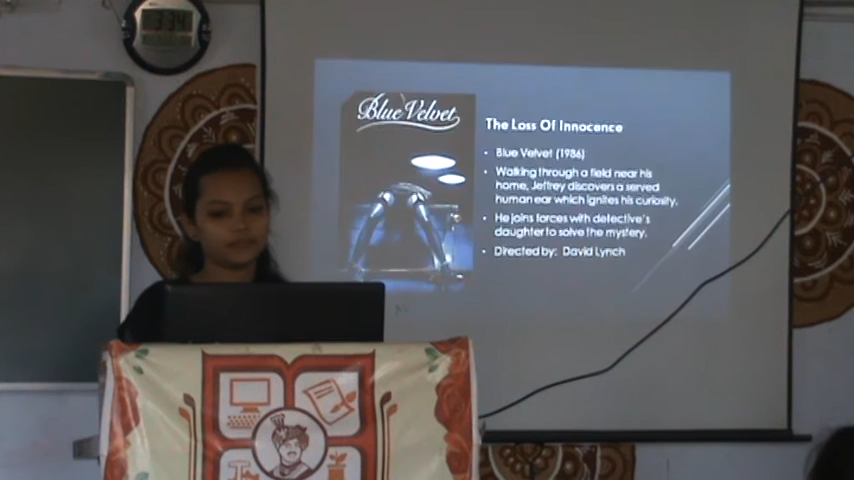 3:34
Blue Velvet
The Loss Of Innocence
Blue Velvet (1986)
Walking through a field near his
home, Jeffrey discovers a served
human ear which ignites his curiosity.
He joins forces with detective's
daughter to solve the mystery.
Directed by: David Lynch